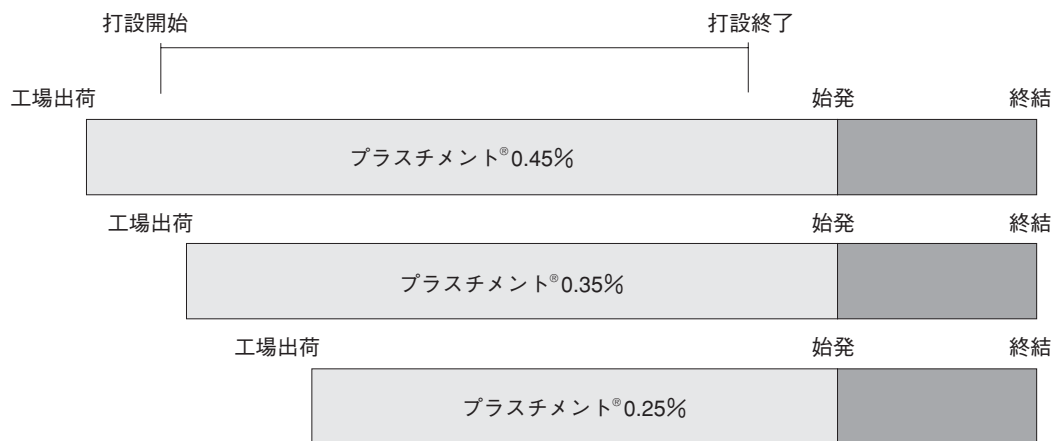 打設開始 打設終了
工場出荷 始発 終結
プラスチメント®0.45%
工場出荷 始発 終結
プラスチメント®0.35%
工場出荷 始発 終結
プラスチメント®0.25%